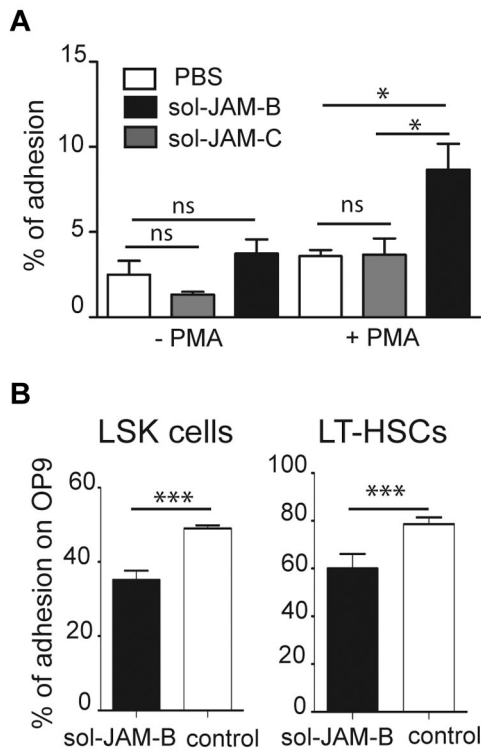 A
PBS
sol-JAM-B
sol-JAM-C
% of adhesion
15
10
5
0
ns
ns
ns
*
*
- PMA
+ PMA
B
LSK cells
LT-HSCs
% of adhesion on OP9
60
40
20
0
***
sol-JAM-B control
100
80
60
40
20
0
***
sol-JAM-B control